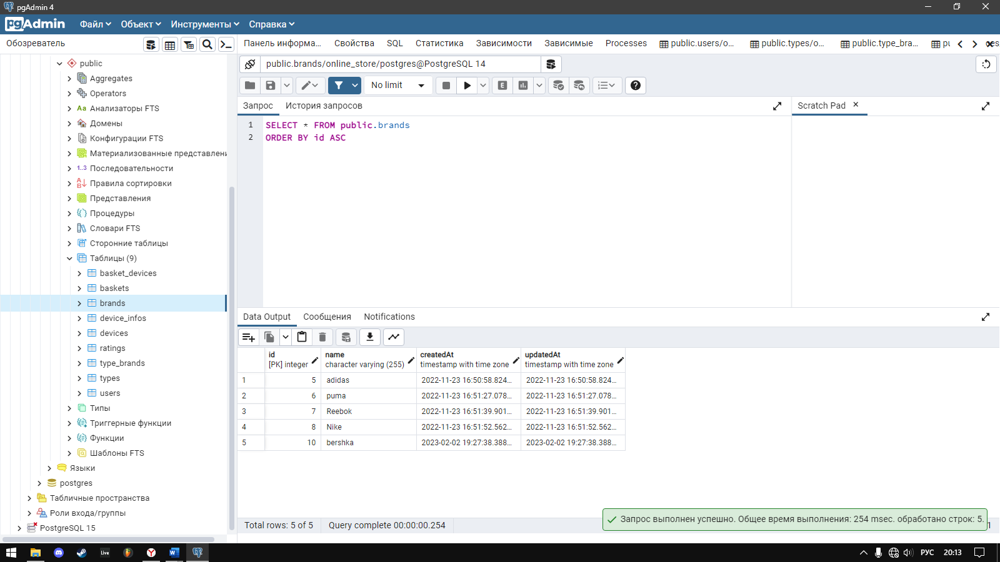 pgAdmin 4
pgAdmin
Файл
Объект
Инструменты
Справка
Обозреватель
Панель информа...
Свойства
SQL
Статистика
Зависимости
Зависимые
Processes
public.users/o...
public.types/o...
public.type_bra...
public.brands/online_store/postgres@PostgreSQL 14
No limit
E
Запрос
История запросов
Scratch Pad
1 SELECT * FROM public.brands
2 ORDER BY id ASC
public
Aggregates
Operators
Aa Анализаторы FTS
Домены
Конфигурации FTS
Материализованные представлени
1..3 Последовательности
Правила сортировки
Представления
Процедуры
Словари FTS
Сторонние таблицы
Таблицы (9)
basket_devices
baskets
brands
device_infos
devices
ratings
type_brands
types
users
Типы
Триггерные функции
Функции
Шаблоны FTS
Языки
postgres
Табличные пространства
Роли входа/группы
PostgreSQL 15
Data Output
Сообщения
Notifications
id
[PK] integer
name
character varying (255)
createdAt
timestamp with time zone
updatedAt
timestamp with time zone
1 5 adidas 2022-11-23 16:50:58.824... 2022-11-23 16:50:58.824...
2 6 puma 2022-11-23 16:51:27.078... 2022-11-23 16:51:27.078...
3 7 Reebok 2022-11-23 16:51:39.901... 2022-11-23 16:51:39.901...
4 8 Nike 2022-11-23 16:51:52.562... 2022-11-23 16:51:52.562...
5 10 bershka 2023-02-02 19:27:38.388... 2023-02-02 19:27:38.388...
Total rows: 5 of 5
Query complete 00:00:00.254
Запрос выполнен успешно. Общее время выполнения: 254 msec. обработано строк: 5.
Live
РУС
20:13